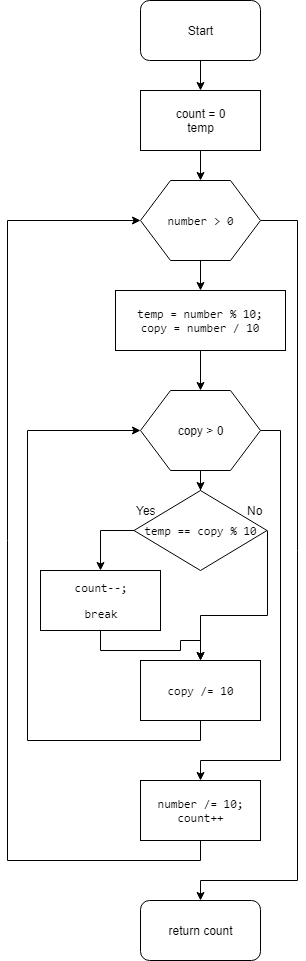 Start
count = 0
temp
number > 0
temp = number % 10;
copy = number / 10
copy > 0
Yes
No
temp == copy % 10
count--;
break
copy /= 10
number /= 10;
count++
return count